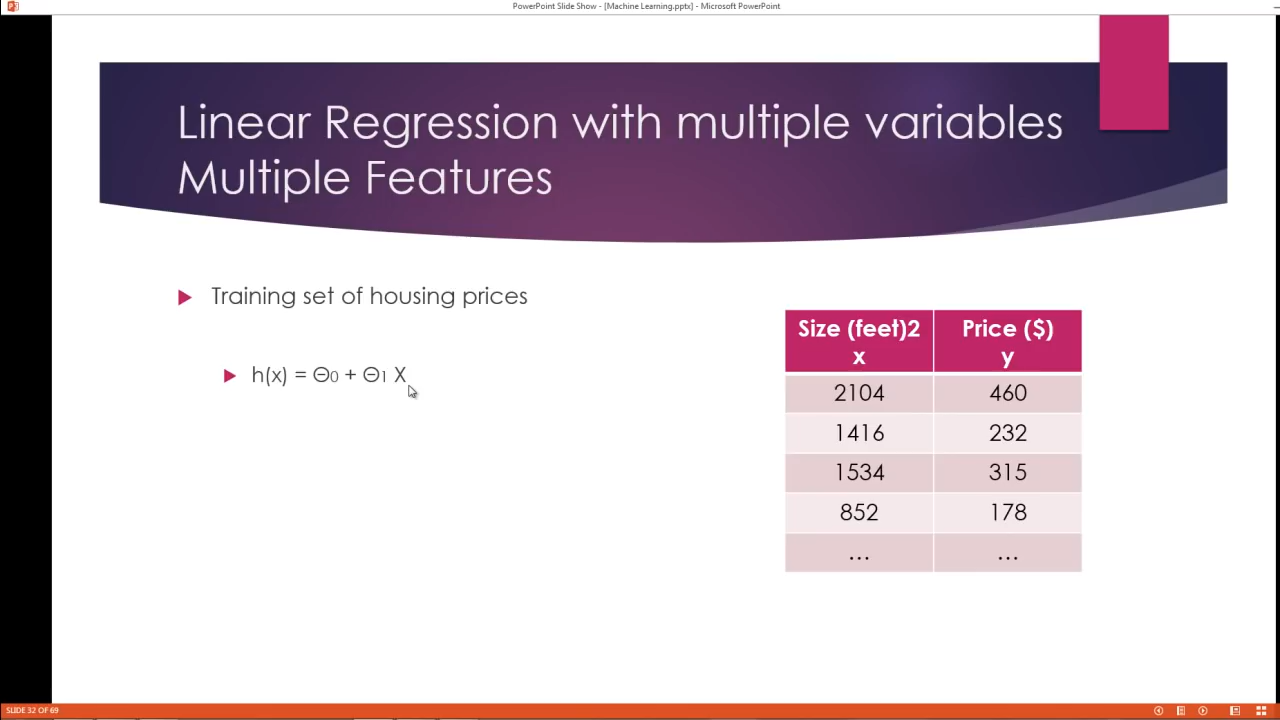 PowerPoint Slide Show - [Machine Learning.pptx] - Microsoft PowerPoint
Linear Regression with multiple variables
Multiple Features
Training set of housing prices
h(x) = Θ0 + Θ1 X
Size (feet)2 Price ($)
x y
2104 460
1416 232
1534 315
852 178
... ...
SLIDE 32 OF 69